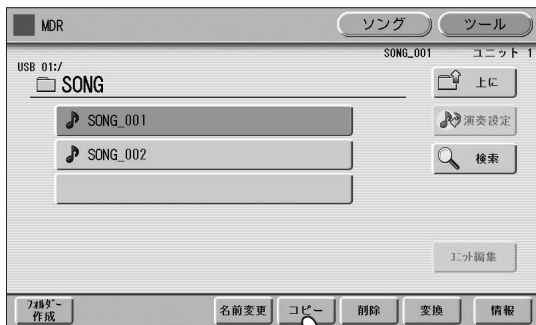 MDR
ソング
ツール
SONG_001 ユニット 1
USB 01:/
SONG
上に
SONG_001
演奏設定
SONG_002
検索
ユニット編集
フォルダー
作成
名前変更
コピー
削除
変換
情報